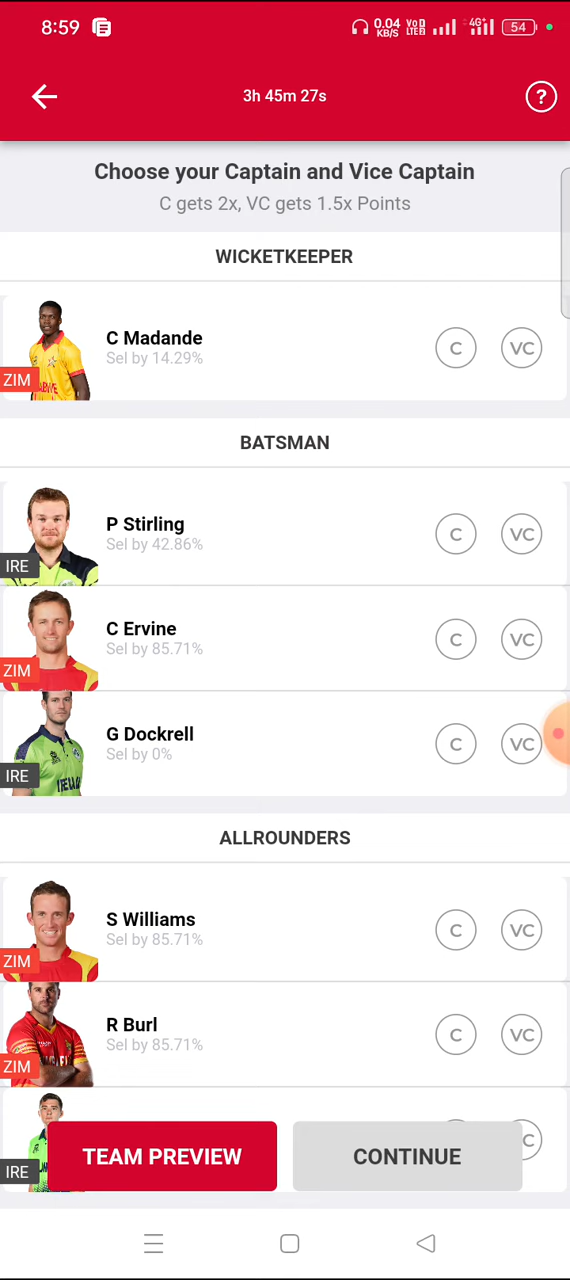 8:59
0.04 KB/S
Vo LTE 2
4G+
54
3h 45m 27s
?
Choose your Captain and Vice Captain
C gets 2x, VC gets 1.5x Points
WICKETKEEPER
C Madande
Sel by 14.29%
C VC
ZIM
BATSMAN
P Stirling
Sel by 42.86%
C VC
IRE
C Ervine
Sel by 85.71%
C VC
ZIM
G Dockrell
Sel by 0%
C VC
IRE
ALLROUNDERS
S Williams
Sel by 85.71%
C VC
ZIM
R Burl
Sel by 85.71%
C VC
ZIM
IRE
TEAM PREVIEW
CONTINUE
C